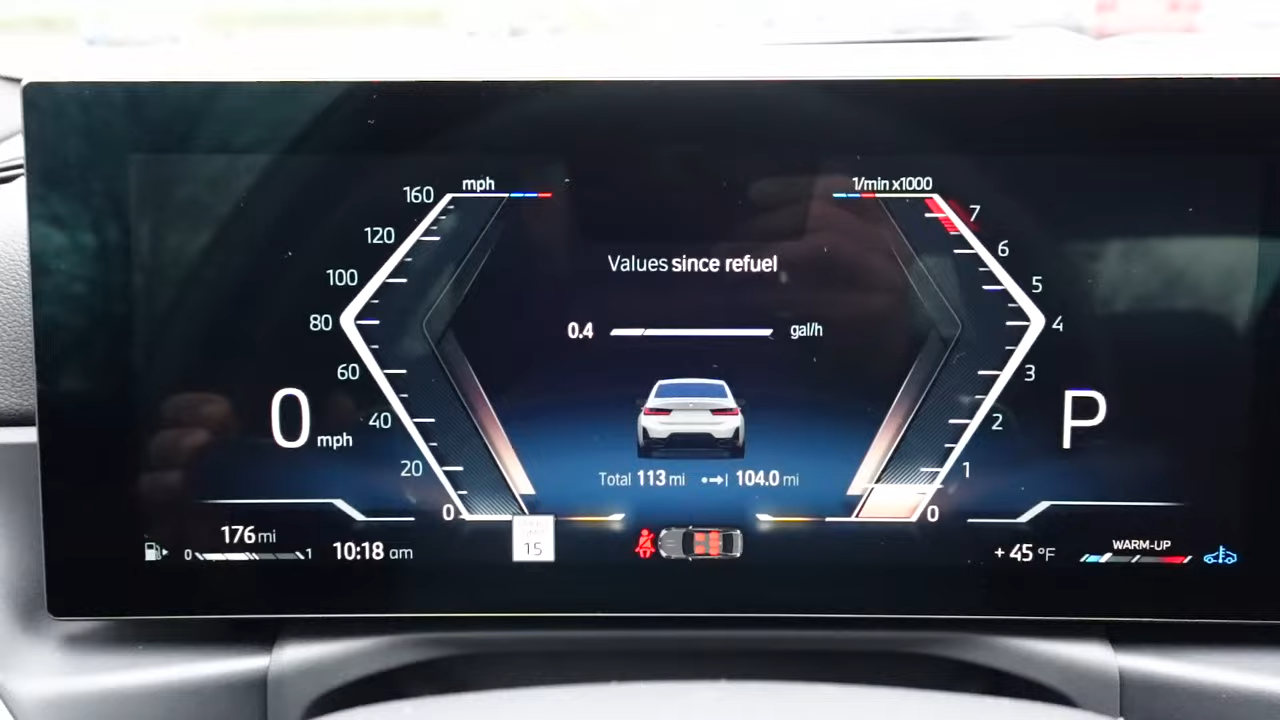 mph
160
120
100
80
60
40
20
0
0 mph
1/min x1000
7
6
5
4
3
2
1
0
P
Values since refuel
0.4 gal/h
Total 113 mi 104.0 mi
176 mi
0 1
10:18 am
15
+45 °F
WARM-UP